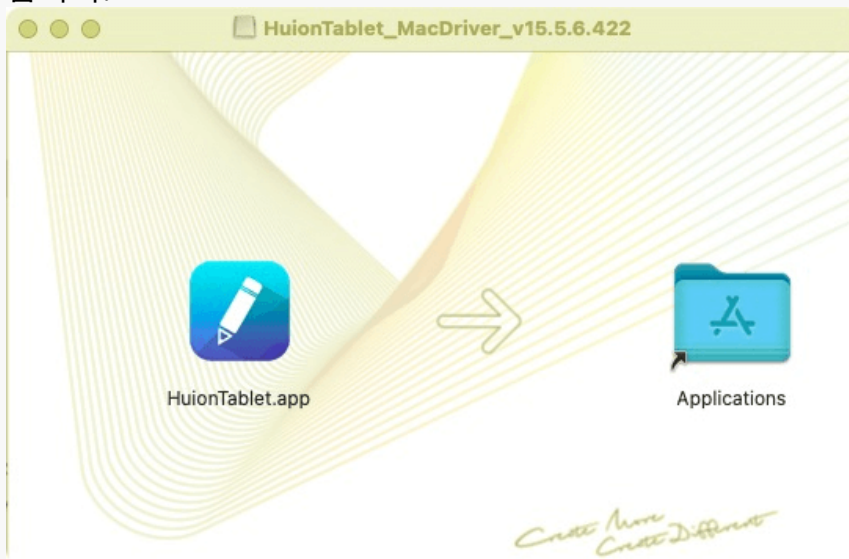 HuionTablet_MacDriver_v15.5.6.422
HuionTablet.app
Applications
Create More
Create Different